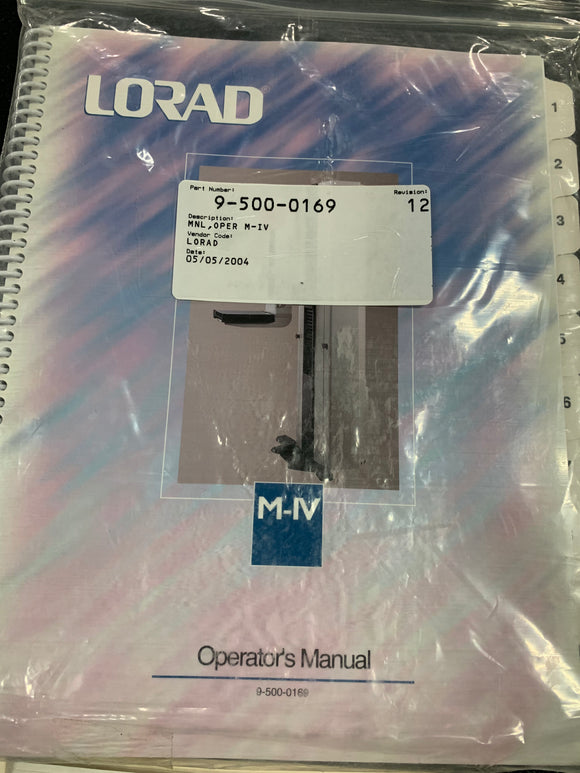 LORAD
Part Number:
Revision:
9-500-0169
12
Description:
MNL,OPER M-IV
Vendor Code:
LORAD
Date:
05/05/2004
1
2
3
4
5
6
M-IV
Operator's Manual
9-500-0169